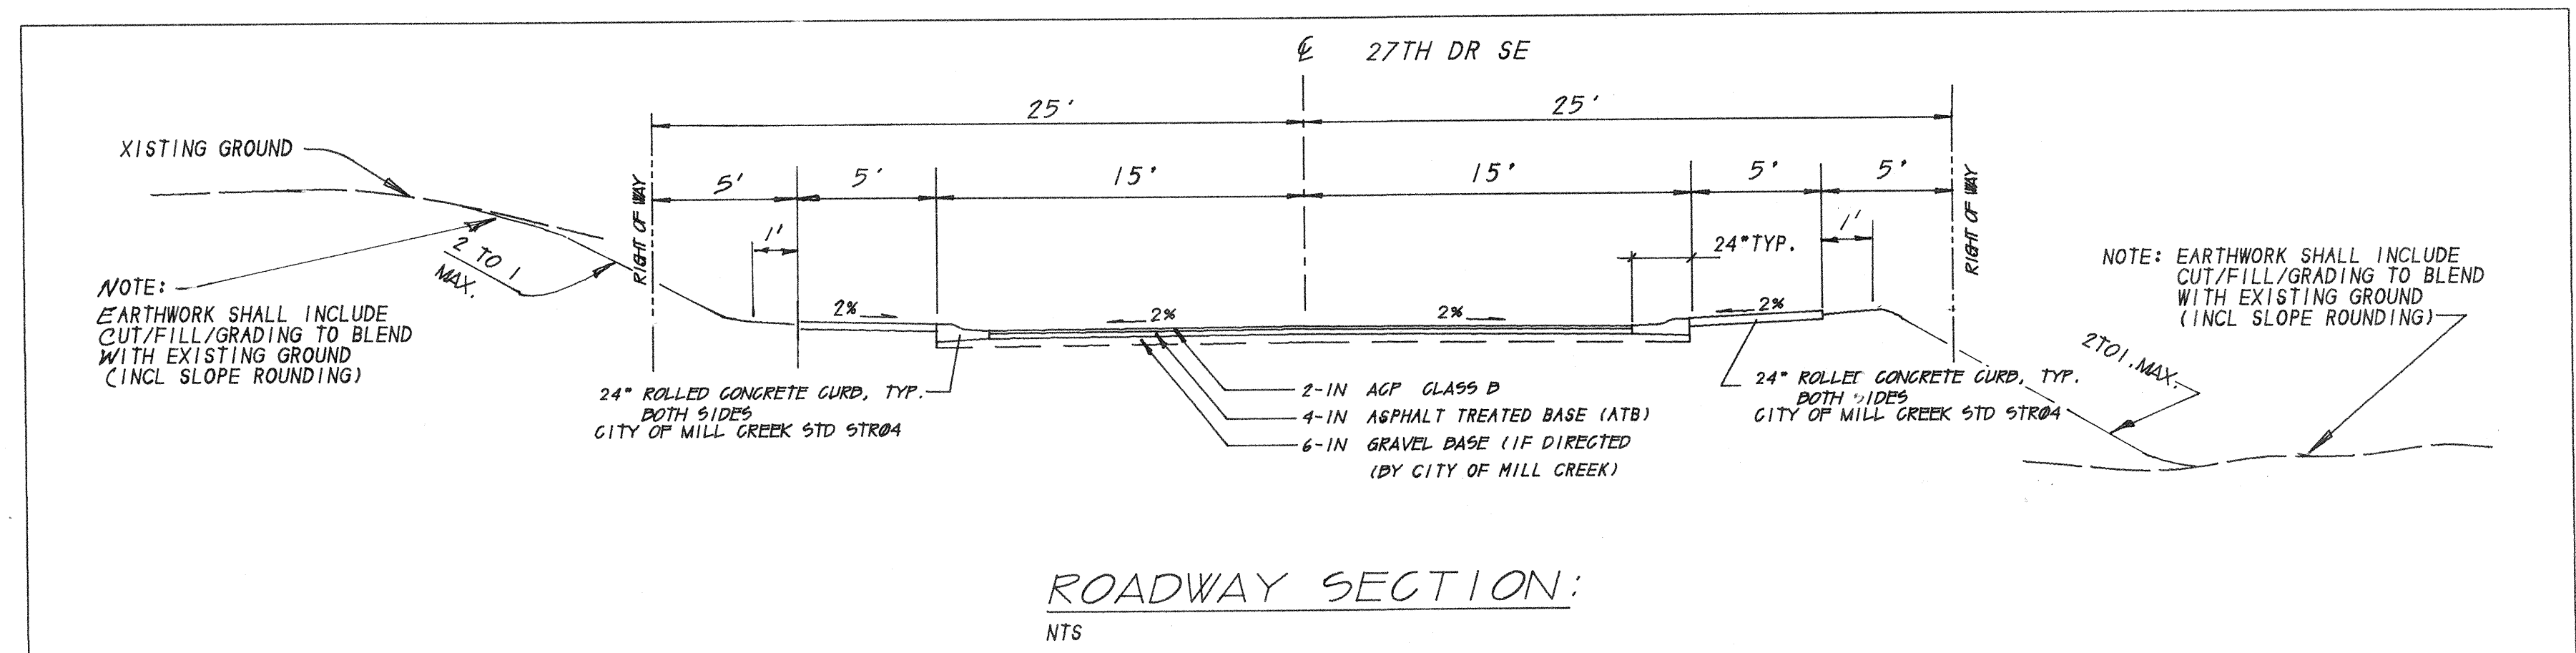 ℄ 27TH DR SE
25' 25'
XISTING GROUND
5' 5' 15' 15' 5' 5'
RIGHT OF WAY
RIGHT OF WAY
1'
1'
24" TYP.
2 TO 1
MAX.
NOTE:
EARTHWORK SHALL INCLUDE
CUT/FILL/GRADING TO BLEND
WITH EXISTING GROUND
(INCL SLOPE ROUNDING)
NOTE: EARTHWORK SHALL INCLUDE
CUT/FILL/GRADING TO BLEND
WITH EXISTING GROUND
(INCL SLOPE ROUNDING)
2% 2% 2% 2%
2 TO 1. MAX.
24" ROLLED CONCRETE CURB, TYP.
BOTH SIDES
CITY OF MILL CREEK STD STR04
2-IN ACP CLASS B
4-IN ASPHALT TREATED BASE (ATB)
6-IN GRAVEL BASE (IF DIRECTED
(BY CITY OF MILL CREEK)
24" ROLLED CONCRETE CURB, TYP.
BOTH SIDES
CITY OF MILL CREEK STD STR04
ROADWAY SECTION:
NTS